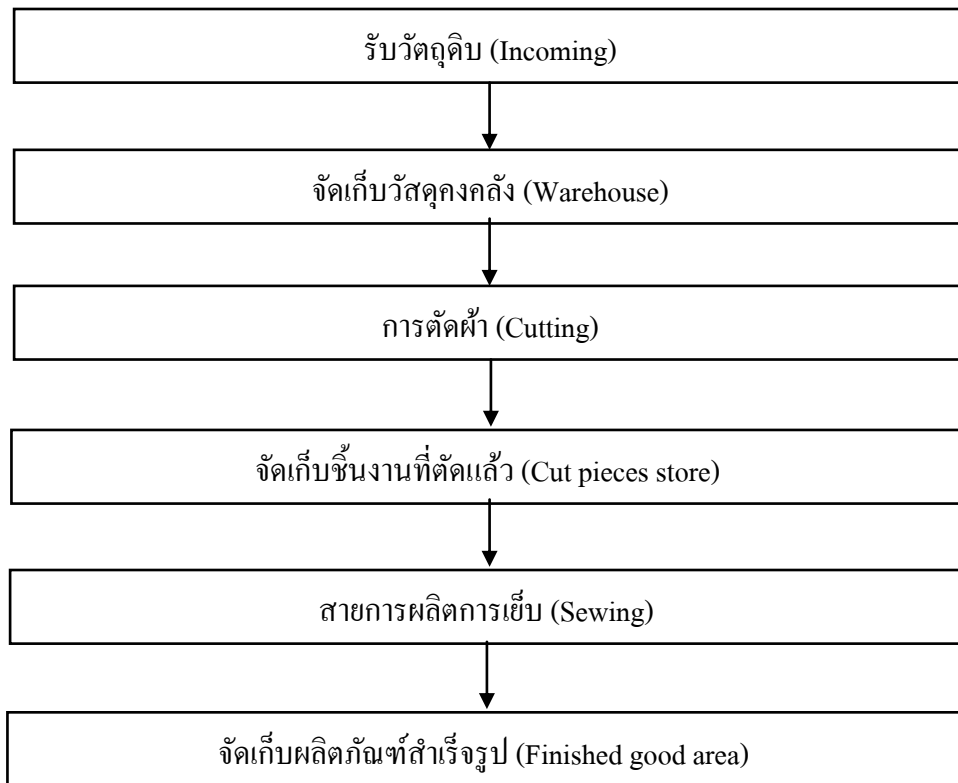 รับวัตถุดิบ (Incoming)
จัดเก็บวัสดุคงคลัง (Warehouse)
การตัดผ้า (Cutting)
จัดเก็บชิ้นงานที่ตัดแล้ว (Cut pieces store)
สายการผลิตการเย็บ (Sewing)
จัดเก็บผลิตภัณฑ์สำเร็จรูป (Finished good area)